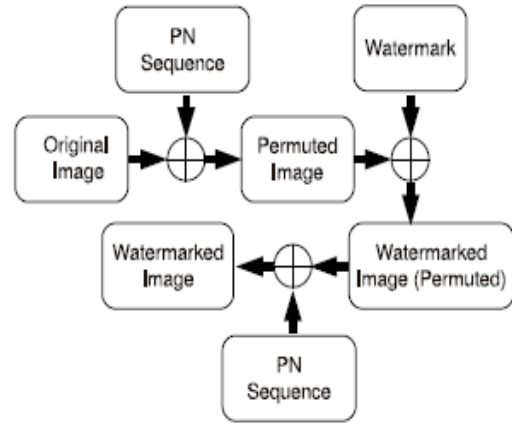 PN
Sequence
Watermark
Original
Image
Permuted
Image
Watermarked
Image
Watermarked
Image (Permuted)
PN
Sequence